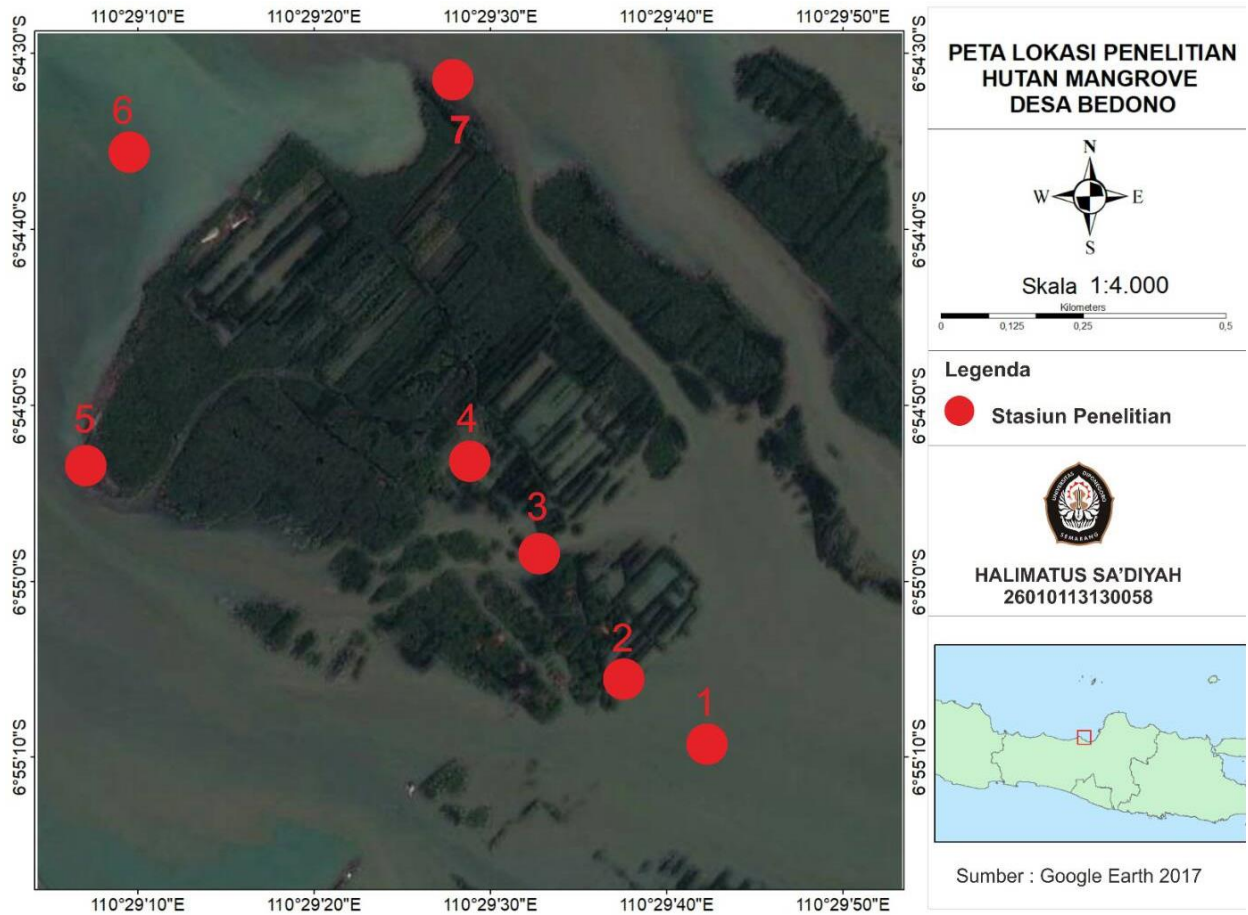 110°29'10"E 110°29'20"E 110°29'30"E 110°29'40"E 110°29'50"E
6°54'30"S
6°54'40"S
6°54'50"S
6°55'0"S
6°55'10"S
6
7
5
4
3
2
1
6°54'30"S
6°54'40"S
6°54'50"S
6°55'0"S
6°55'10"S
110°29'10"E 110°29'20"E 110°29'30"E 110°29'40"E 110°29'50"E
PETA LOKASI PENELITIAN
HUTAN MANGROVE
DESA BEDONO
N
W E
S
Skala 1:4.000
Kilometers
0 0,125 0,25 0,5
Legenda
Stasiun Penelitian
UNIVERSITAS DIPONEGORO
SEMARANG
HALIMATUS SA'DIYAH
26010113130058
Sumber : Google Earth 2017